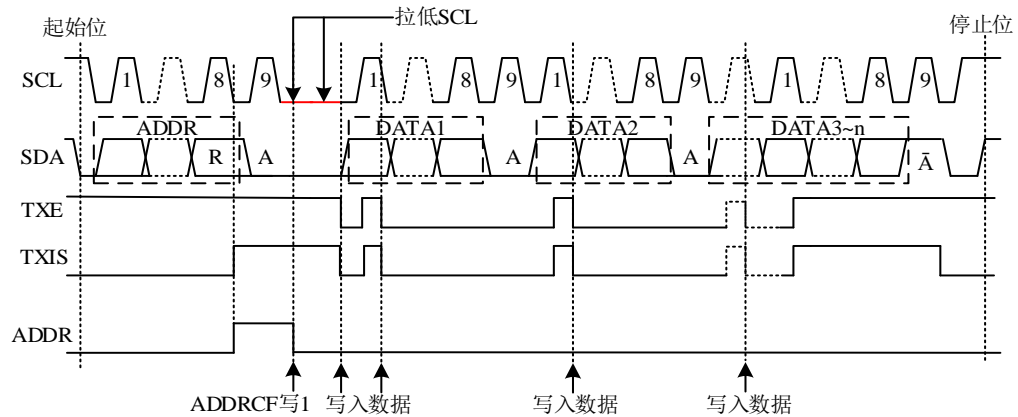 拉低SCL
起始位
停止位
SCL 1 8 9 1 8 9 1 8 9 1 8 9
ADDR DATA1 DATA2 DATA3~n
SDA R A A A Ā
TXE
TXIS
ADDR
ADDRCF写1 写入数据 写入数据 写入数据